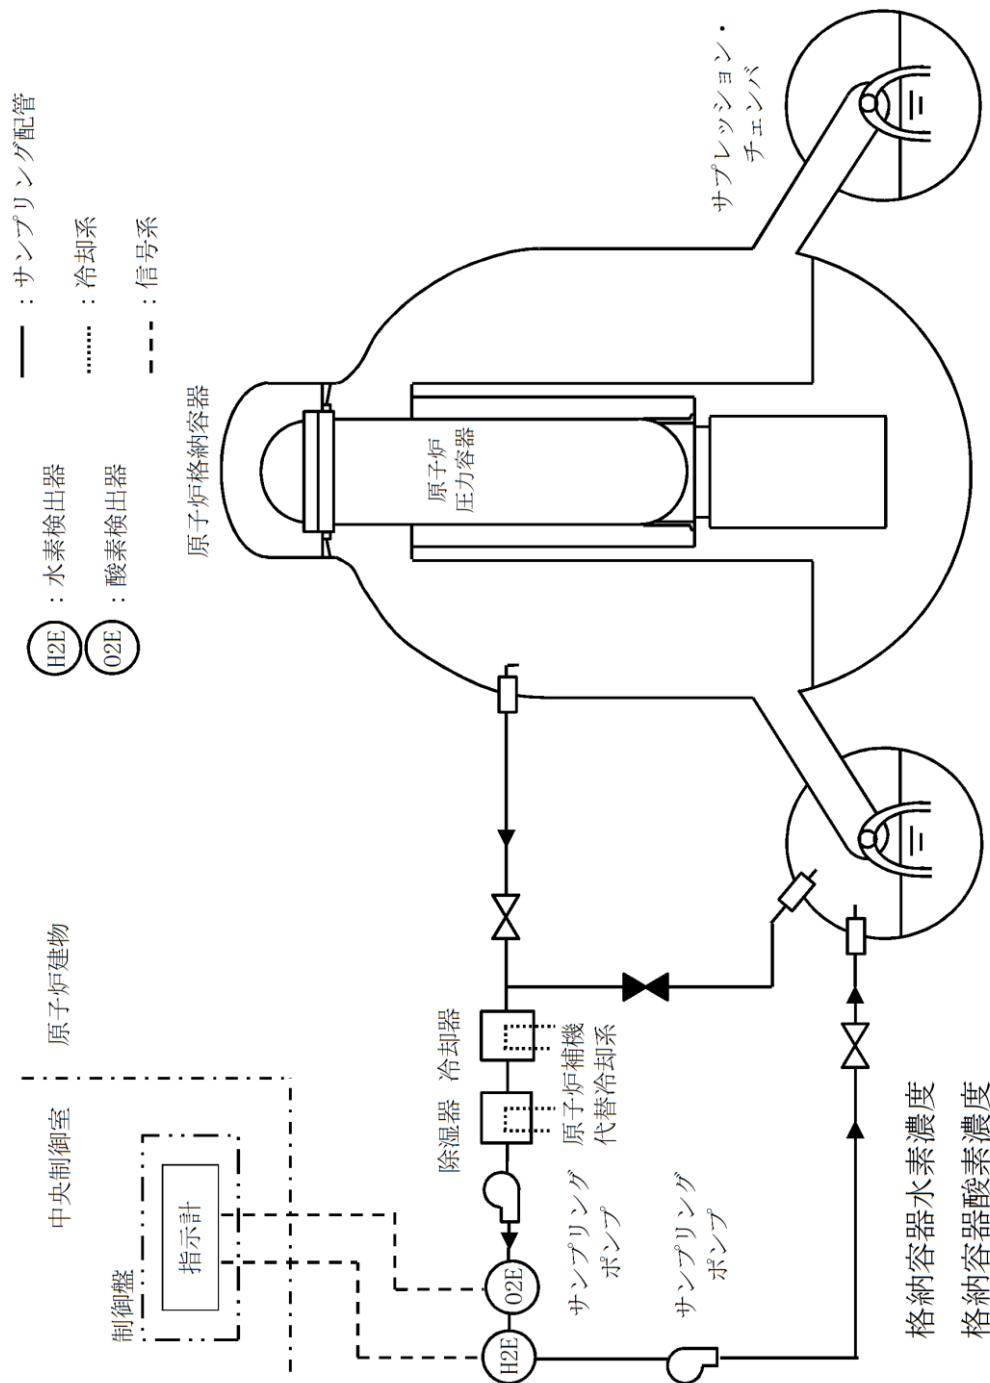 H2E
：水素検出器
O2E
：酸素検出器
：サンプリング配管
：冷却系
：信号系
中央制御室
原子炉建物
制御盤
指示計
原子炉格納容器
原子炉
圧力容器
サプレッション・
チェンバ
除湿器
冷却器
原子炉補機
代替冷却系
H2E
O2E
サンプリング
ポンプ
サンプリング
ポンプ
格納容器水素濃度
格納容器酸素濃度